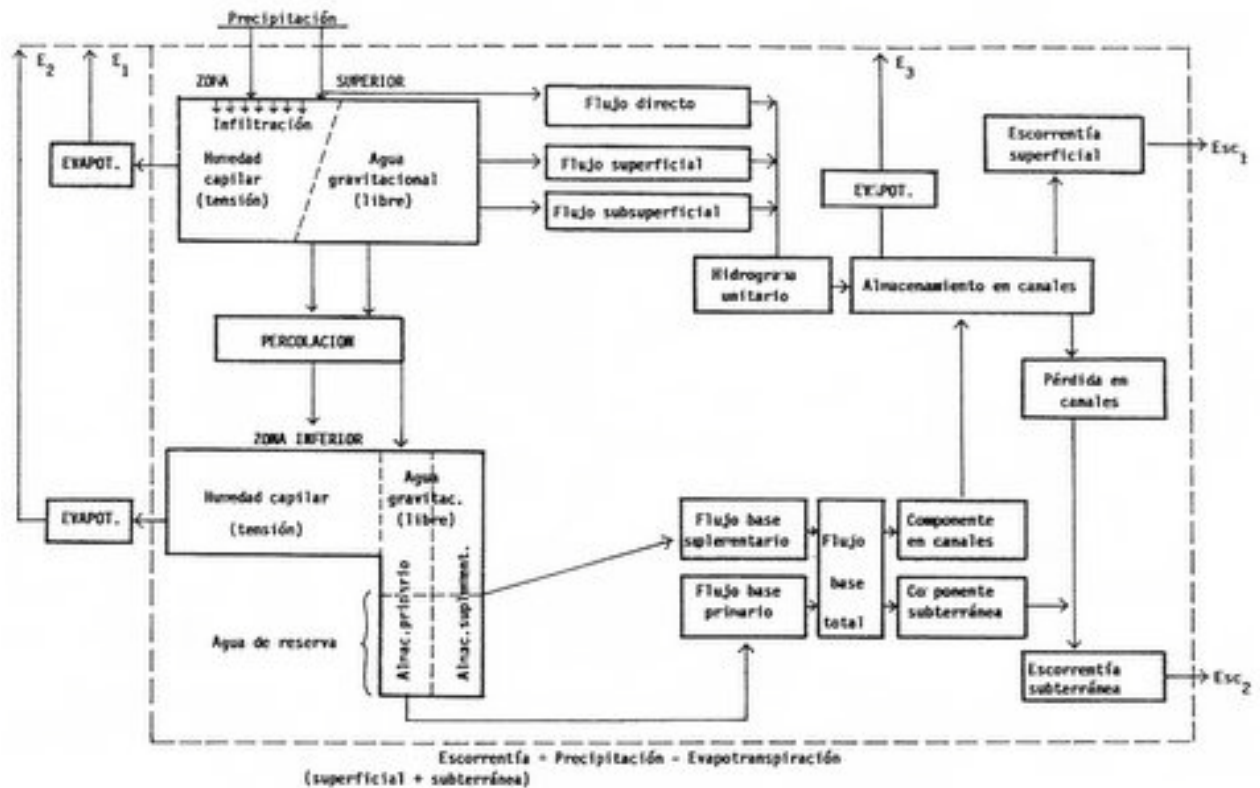 Precipitación
E2
E1
E3
ZONA
SUPERIOR
Infiltración
Humedad
capilar
(tensión)
Agua
gravitacional
(libre)
EVAPOT.
Flujo directo
Flujo superficial
Flujo subsuperficial
EVAPOT.
Escorrentía
superficial
Esc1
Hidrograma
unitario
Almacenamiento en canales
PERCOLACION
Pérdida en
canales
ZONA INFERIOR
Humedad capilar
(tensión)
Agua
gravitac.
(libre)
EVAPOT.
Almac.primario
Almac.suplement.
Agua de reserva
Flujo base
suplementario
Flujo base
primario
Flujo
base
total
Componente
en canales
Componente
subterránea
Escorrentía
subterránea
Esc2
Escorrentía = Precipitación - Evapotranspiración
(superficial + subterránea)